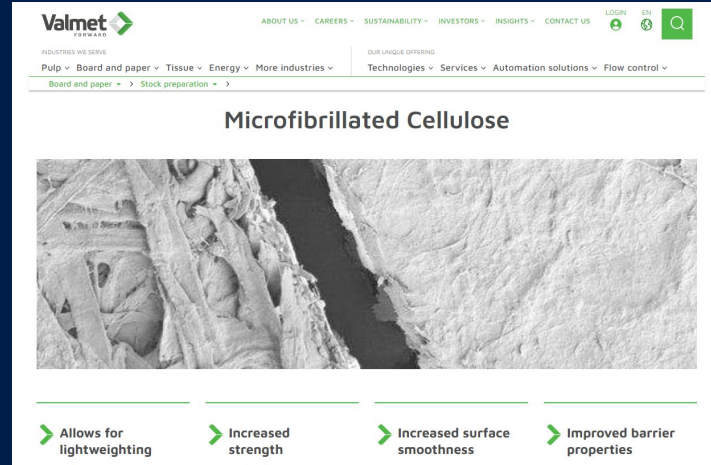 Valmet
FORWARD
ABOUT US CAREERS SUSTAINABILITY INVESTORS INSIGHTS CONTACT US
LOGIN EN
INDUSTRIES WE SERVE
Pulp Board and paper Tissue Energy More industries
OUR UNIQUE OFFERING
Technologies Services Automation solutions Flow control
Board and paper > Stock preparation >
Microfibrillated Cellulose
Allows for
lightweighting
Increased
strength
Increased surface
smoothness
Improved barrier
properties